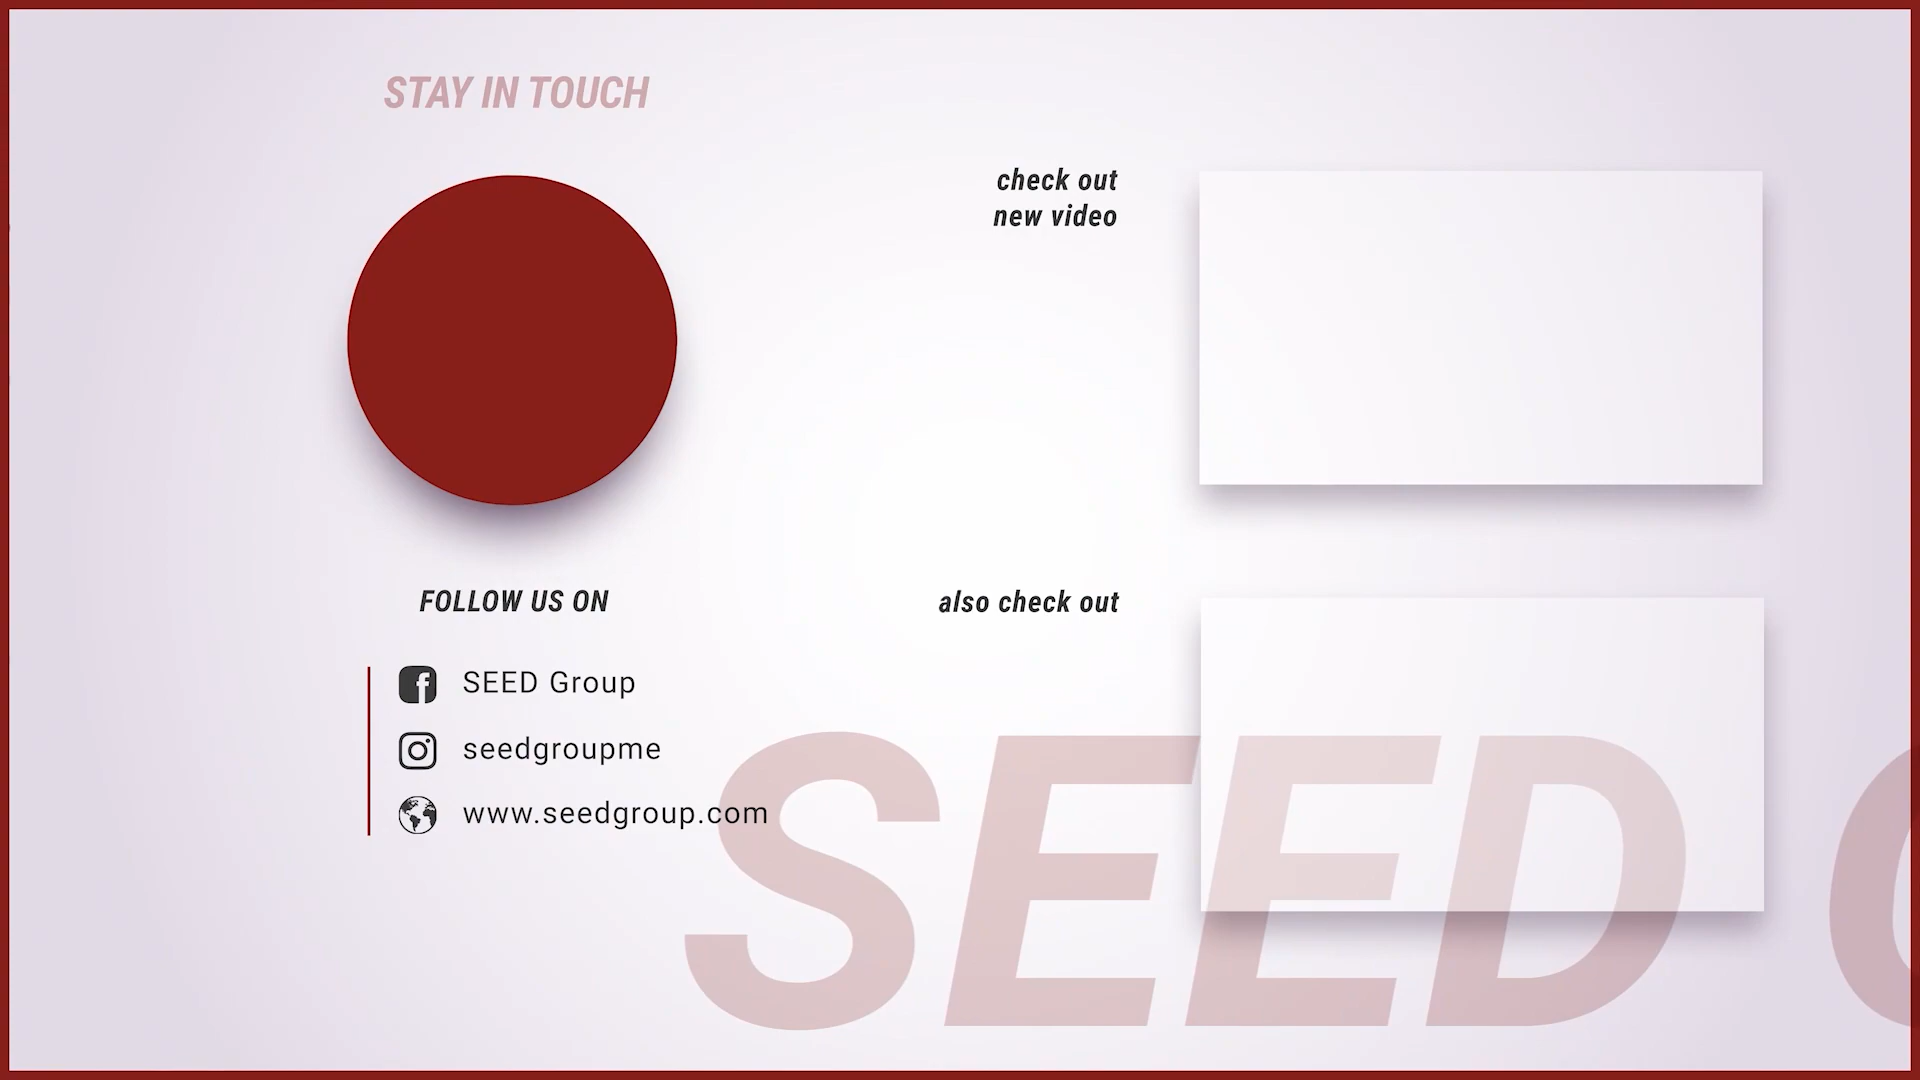 STAY IN TOUCH
check out
new video
FOLLOW US ON
also check out
SEED Group
seedgroupme
www.seedgroup.com
SEED